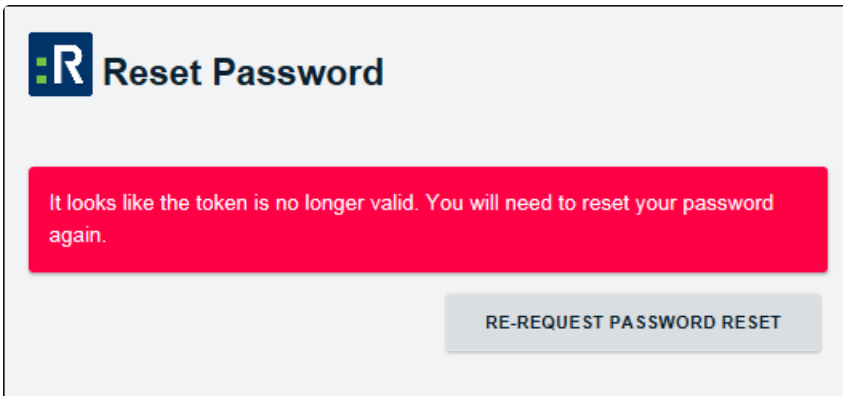 :R Reset Password
It looks like the token is no longer valid. You will need to reset your password
again.
RE-REQUEST PASSWORD RESET